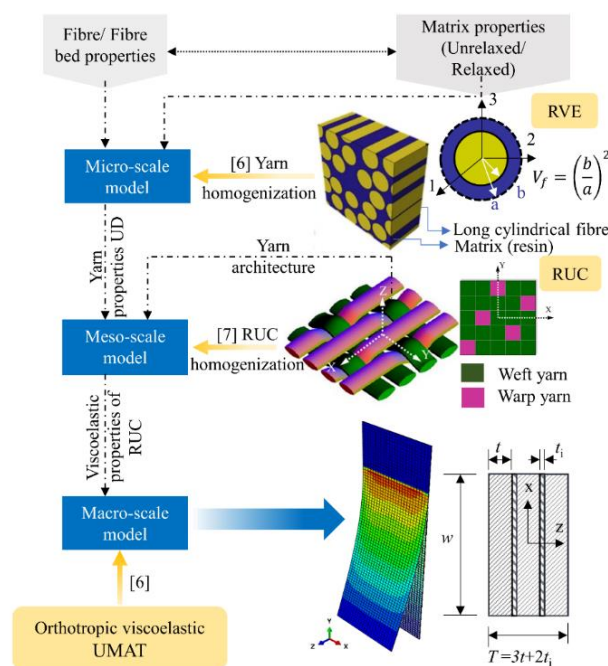 Fibre/ Fibre
bed properties
Matrix properties
(Unrelaxed/
Relaxed)
3
RVE
2
1
b
a
V_f = (b/a)^2
Micro-scale
model
[6] Yarn
homogenization
Long cylindrical fibre
Matrix (resin)
Yarn
properties UD
Yarn
architecture
RUC
Z
X
Y
Y
X
Meso-scale
model
[7] RUC
homogenization
Weft yarn
Warp yarn
Viscoelastic
properties of
RUC
t
t_i
x
z
w
Macro-scale
model
[6]
Orthotropic viscoelastic
UMAT
Y
Z
X
T =3t+2t_i